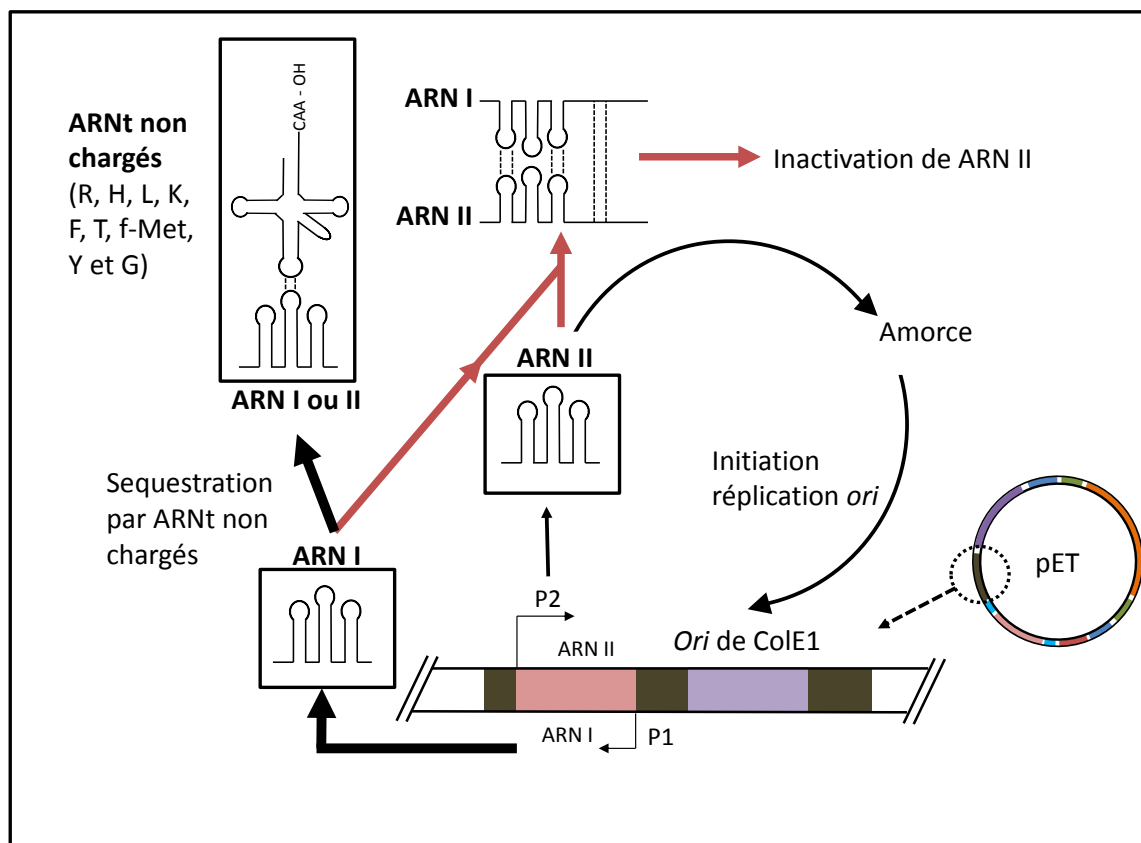 ARNt non
chargés
(R, H, L, K,
F, T, f-Met,
Y et G)
CAA - OH
ARN I ou II
ARN I
ARN II
Inactivation de ARN II
Amorce
ARN II
Initiation
réplication ori
Sequestration
par ARNt non
chargés
ARN I
pET
P2
ARN II
Ori de ColE1
ARN I
P1